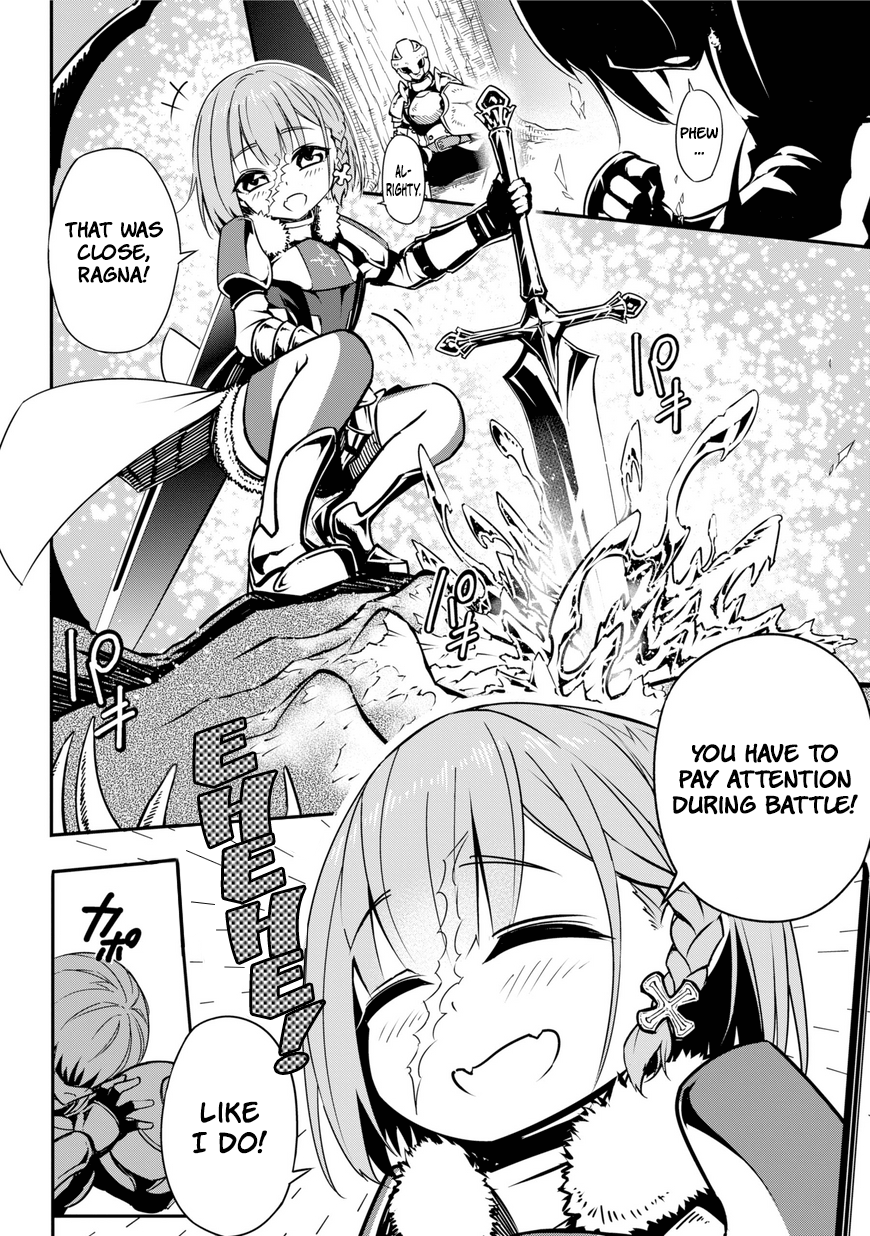 PHEW
...
AL-
RIGHTY.
THAT WAS
CLOSE,
RAGNA!
パキ
パキ
パキ
YOU HAVE TO
PAY ATTENTION
DURING BATTLE!
EHEHEHE!
LIKE
I DO!
カポ